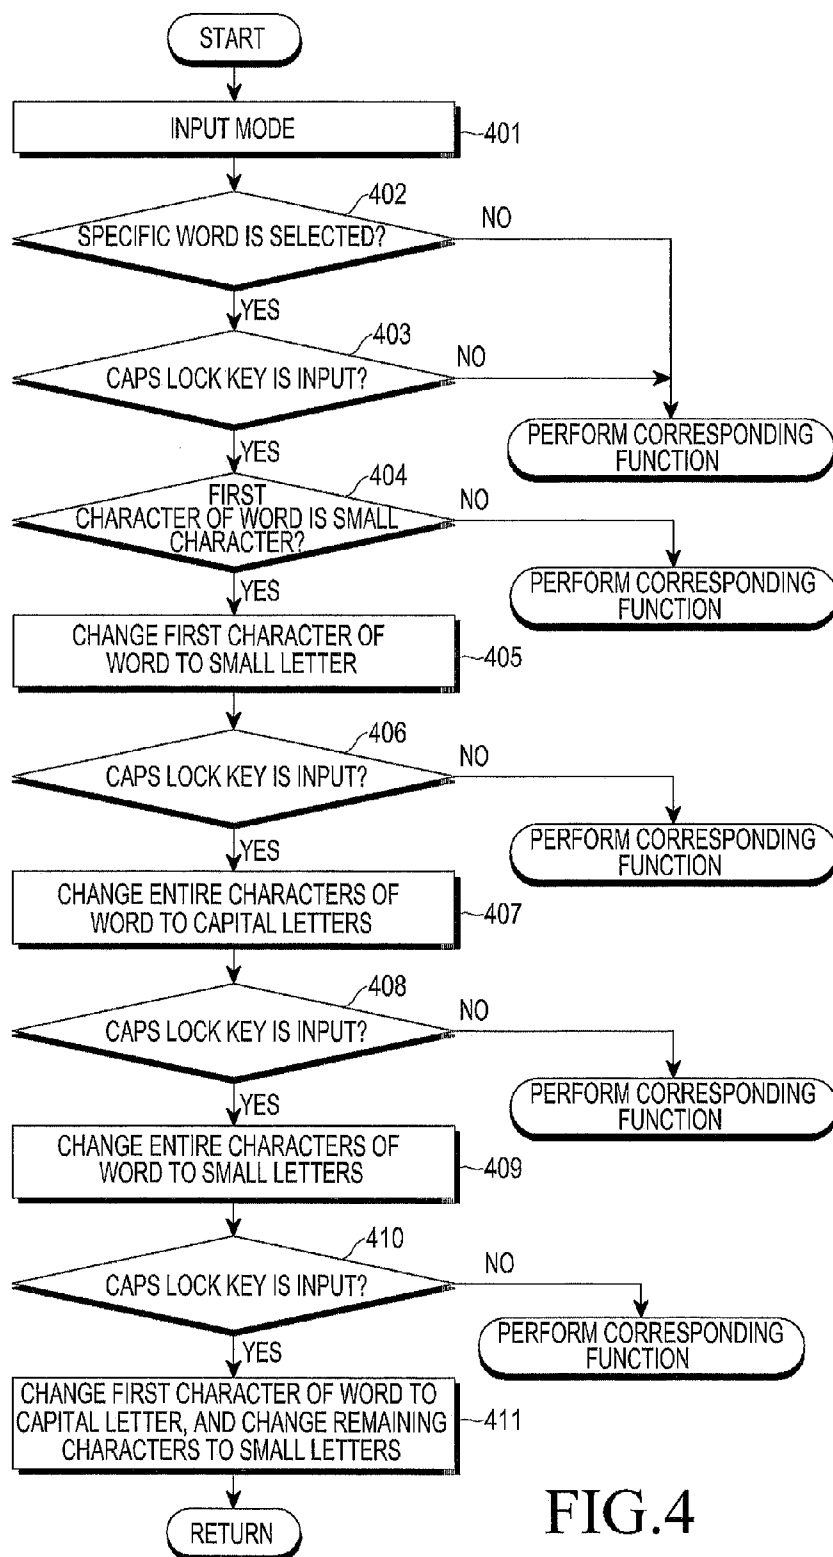 START
INPUT MODE
401
402
SPECIFIC WORD IS SELECTED?
NO
YES
403
CAPS LOCK KEY IS INPUT?
NO
PERFORM CORRESPONDING
FUNCTION
YES
404
FIRST
CHARACTER OF WORD IS SMALL
CHARACTER?
NO
PERFORM CORRESPONDING
FUNCTION
YES
CHANGE FIRST CHARACTER OF
WORD TO SMALL LETTER
405
406
CAPS LOCK KEY IS INPUT?
NO
PERFORM CORRESPONDING
FUNCTION
YES
CHANGE ENTIRE CHARACTERS OF
WORD TO CAPITAL LETTERS
407
408
CAPS LOCK KEY IS INPUT?
NO
PERFORM CORRESPONDING
FUNCTION
YES
CHANGE ENTIRE CHARACTERS OF
WORD TO SMALL LETTERS
409
410
CAPS LOCK KEY IS INPUT?
NO
PERFORM CORRESPONDING
FUNCTION
YES
CHANGE FIRST CHARACTER OF WORD TO
CAPITAL LETTER, AND CHANGE REMAINING
CHARACTERS TO SMALL LETTERS
411
RETURN
FIG.4